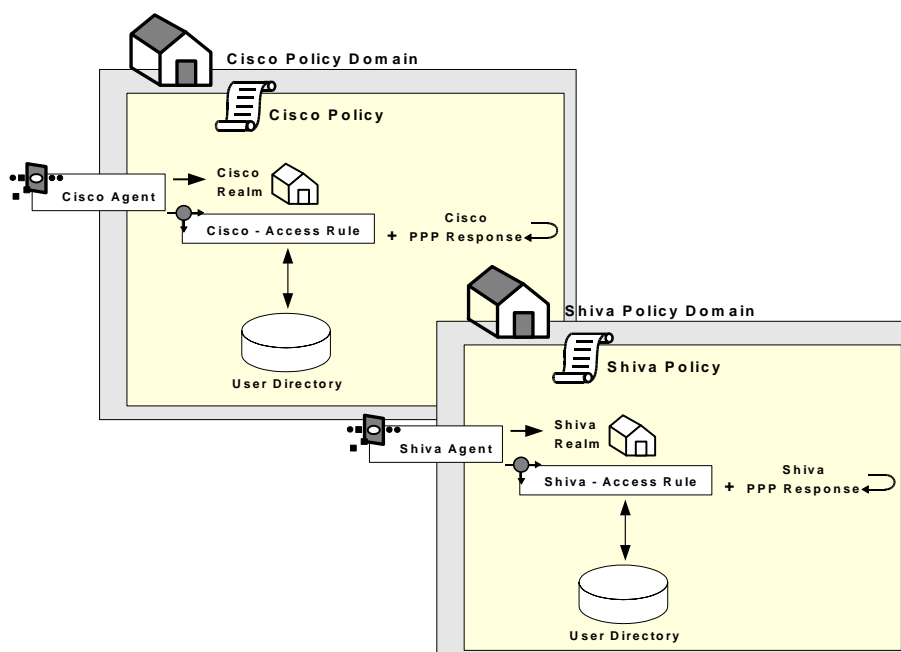 Cisco Policy Domain
Cisco Policy
Cisco Agent
Cisco
Realm
Cisco - Access Rule
+
Cisco
PPP Response
User Directory
Shiva Policy Domain
Shiva Policy
Shiva Agent
Shiva
Realm
Shiva - Access Rule
+
Shiva
PPP Response
User Directory